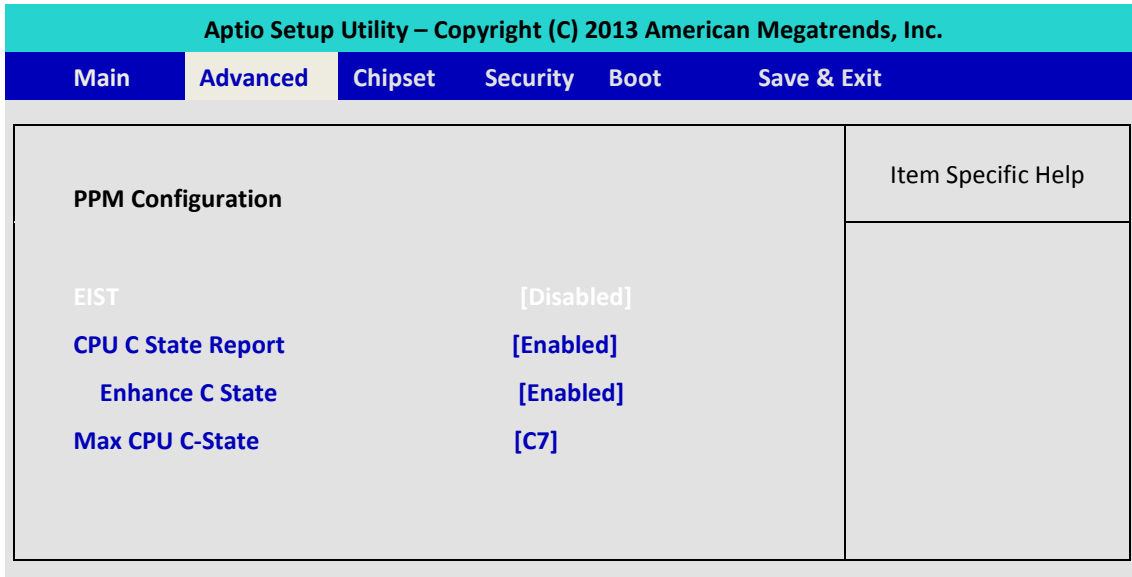 Aptio Setup Utility – Copyright (C) 2013 American Megatrends, Inc.
Main Advanced Chipset Security Boot Save & Exit
PPM Configuration
Item Specific Help
EIST [Disabled]
CPU C State Report [Enabled]
Enhance C State [Enabled]
Max CPU C-State [C7]